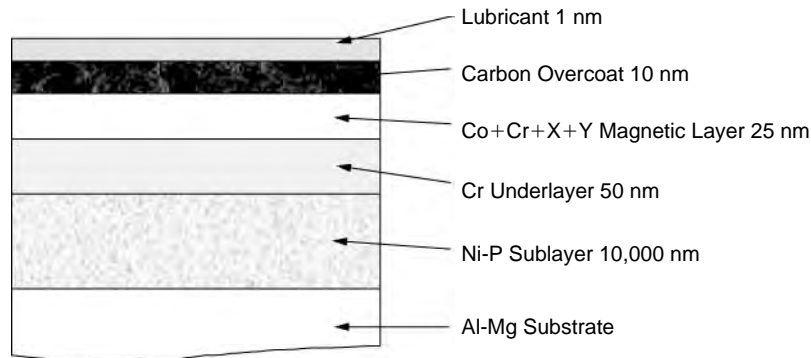 Lubricant 1 nm
Carbon Overcoat 10 nm
Co+Cr+X+Y Magnetic Layer 25 nm
Cr Underlayer 50 nm
Ni-P Sublayer 10,000 nm
Al-Mg Substrate